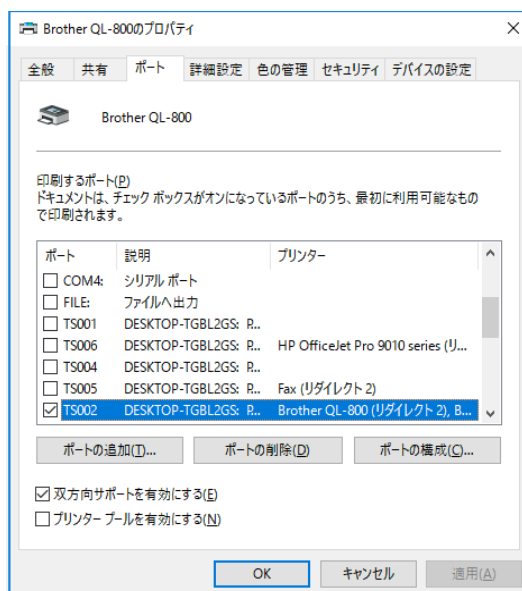 Brother QL-800のプロパティ
全般 共有 ポート 詳細設定 色の管理 セキュリティ デバイスの設定
Brother QL-800
印刷するポート(P)
ドキュメントは、チェック ボックスがオンになっているポートのうち、最初に利用可能なもの
で印刷されます。
ポート 説明 プリンター
COM4: シリアル ポート
FILE: ファイルへ出力
TS001 DESKTOP-TGBL2GS: P...
TS006 DESKTOP-TGBL2GS: P... HP OfficeJet Pro 9010 series (リ...
TS004 DESKTOP-TGBL2GS: P...
TS005 DESKTOP-TGBL2GS: P... Fax (リダイレクト 2)
TS002 DESKTOP-TGBL2GS: P... Brother QL-800 (リダイレクト 2), B...
ポートの追加(T)... ポートの削除(D) ポートの構成(C)...
双方向サポートを有効にする(E)
プリンター プールを有効にする(N)
OK キャンセル 適用(A)